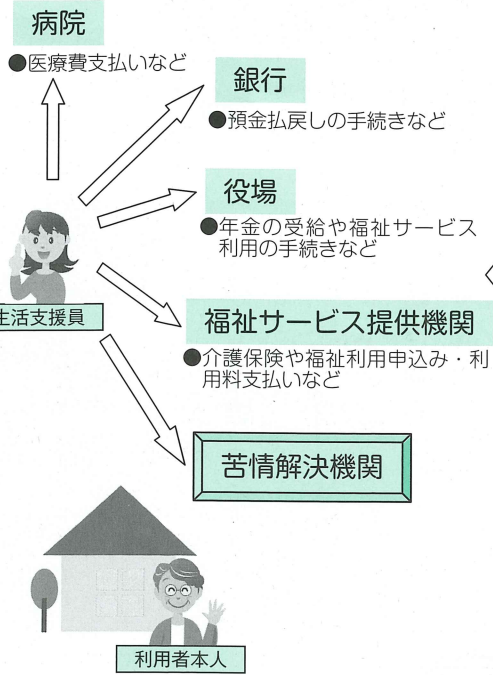 病院
●医療費支払いなど
銀行
●預金払戻しの手続きなど
役場
●年金の受給や福祉サービス
利用の手続きなど
生活支援員
福祉サービス提供機関
●介護保険や福祉利用申込み・利
用料支払いなど
苦情解決機関
利用者本人